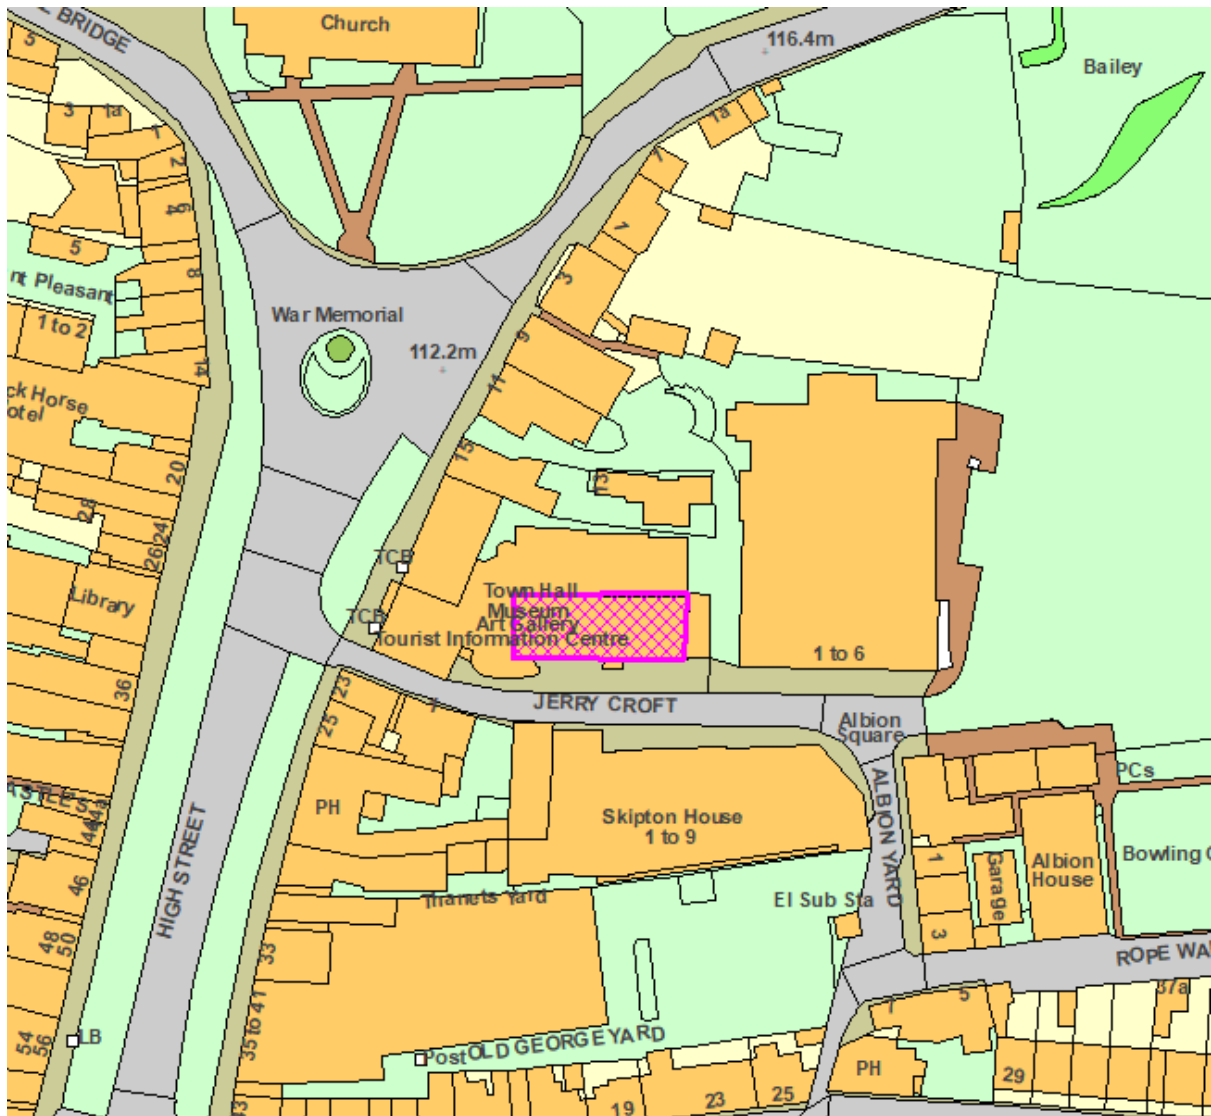 Church
116.4m
E BRIDGE
5
Bailey
3
1a
1
1a
2
7
6
4
1
5
8
3
nt Pleasant
1 to 2
War Memorial
9
112.2m
14
11
ck Horse
otel
15
20
13
28
24
26
TCB
Town Hall
Library
Museum
Art Gallery
TCB
Tourist Information Centre
1 to 6
36
23
JERRY CROFT
25
7
Albion
Square
PCs
ASTLE S
44a
44
PH
HIGH STREET
Skipton House
1 to 9
ALBION YARD
1
Garage
Albion
House
Bowling G
46
Thanets Yard
El Sub Sta
48
50
33
3
ROPE WA
37a
5
35 to 41
54
56
LB
Post
OLD GEORGE YARD
PH
29
43
19
23
25